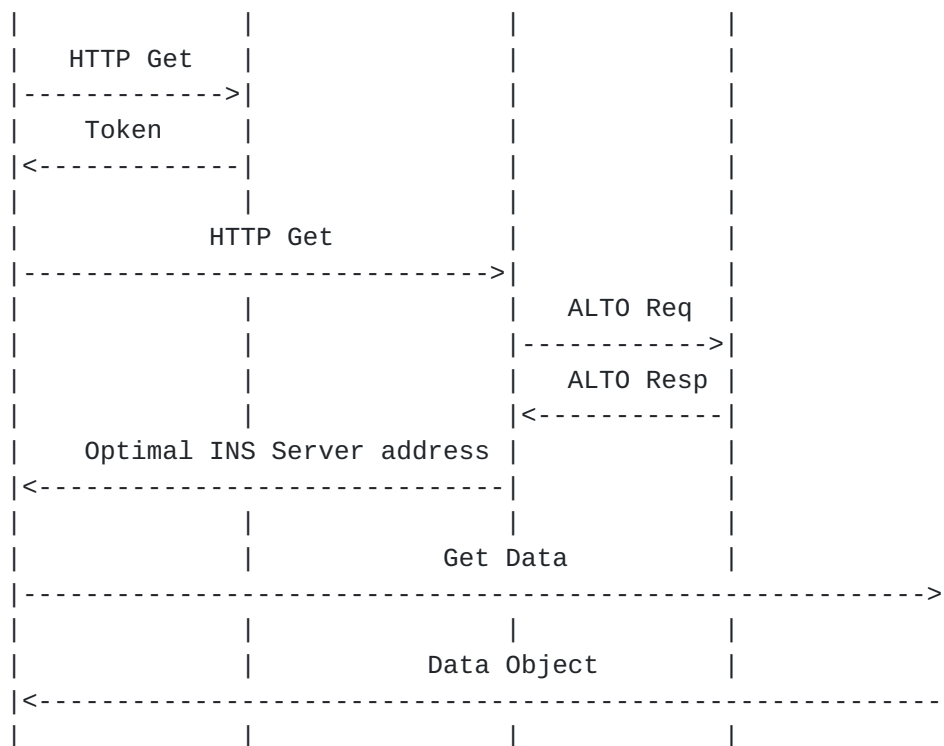 HTTP Get
Token
HTTP Get
ALTO Req
ALTO Resp
Optimal INS Server address
Get Data
Data Object